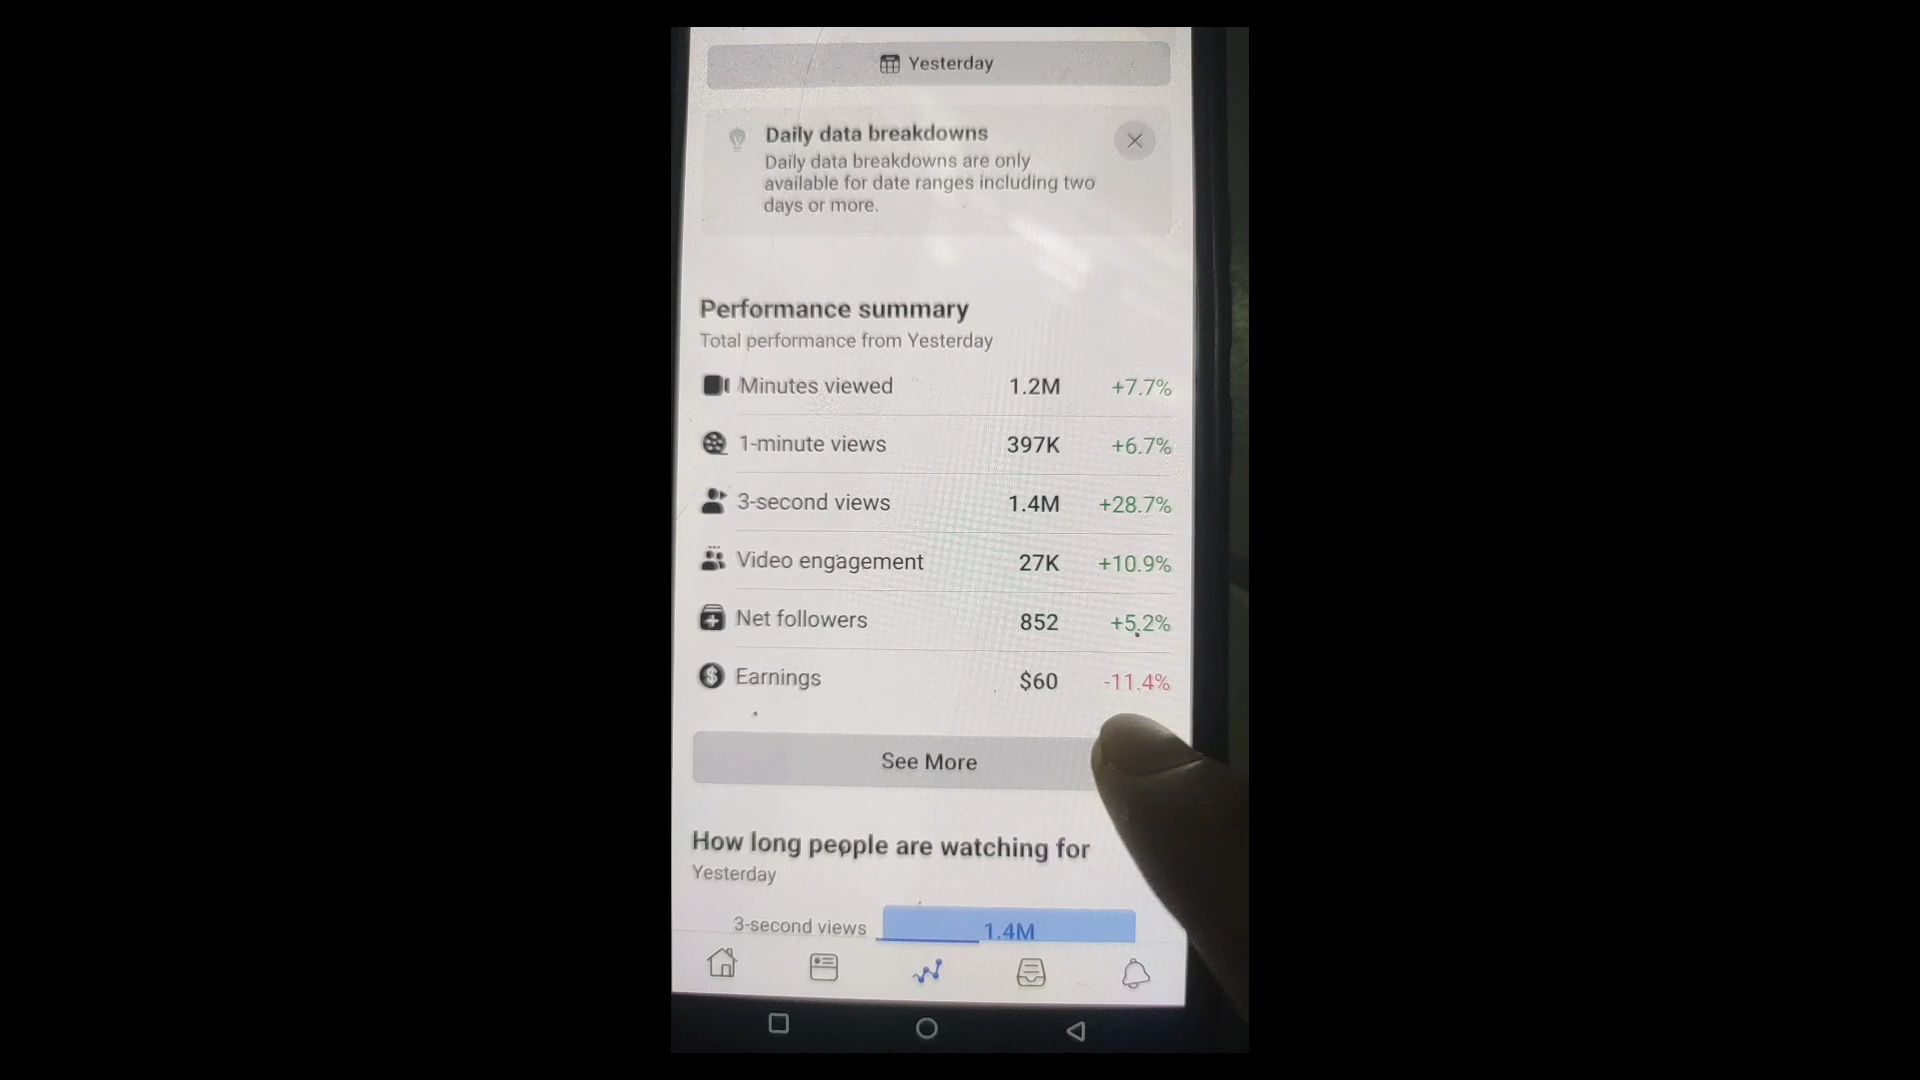 Yesterday
Daily data breakdowns
Daily data breakdowns are only
available for date ranges including two
days or more.
Performance summary
Total performance from Yesterday
Minutes viewed 1.2M +7.7%
1-minute views 397K +6.7%
3-second views 1.4M +28.7%
Video engagement 27K +10.9%
Net followers 852 +5.2%
Earnings $60 -11.4%
See More
How long people are watching for
Yesterday
3-second views 1.4M